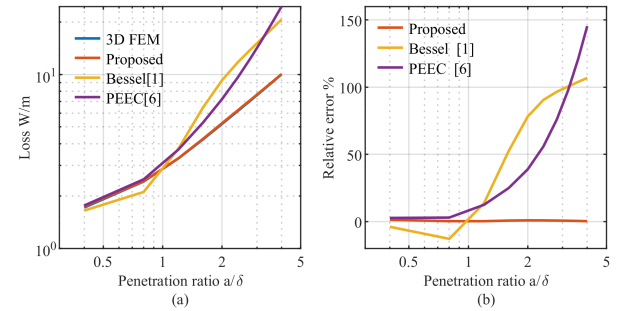 3D FEM
Proposed
Bessel[1]
PEEC[6]
Loss W/m
10^1
10^0
0.5 1 2 5
Penetration ratio a/δ
(a)
Proposed
Bessel [1]
PEEC [6]
Relative error %
150
100
50
0
0.5 1 2 5
Penetration ratio a/δ
(b)